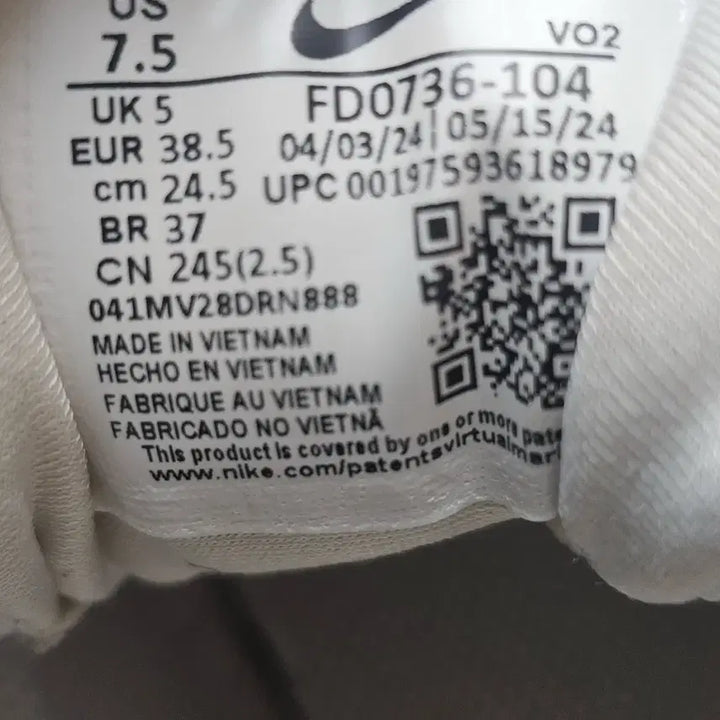 US
7.5
VO2
UK 5
FD0736-104
EUR 38.5
04/03/24|05/15/24
cm 24.5
UPC 00197593618979
BR 37
CN 245(2.5)
041MV28DRN888
MADE IN VIETNAM
HECHO EN VIETNAM
FABRIQUE AU VIETNAM
FABRICADO NO VIETNÃ
This product is covered by one or more
www.nike.com/patentsvirtualmar